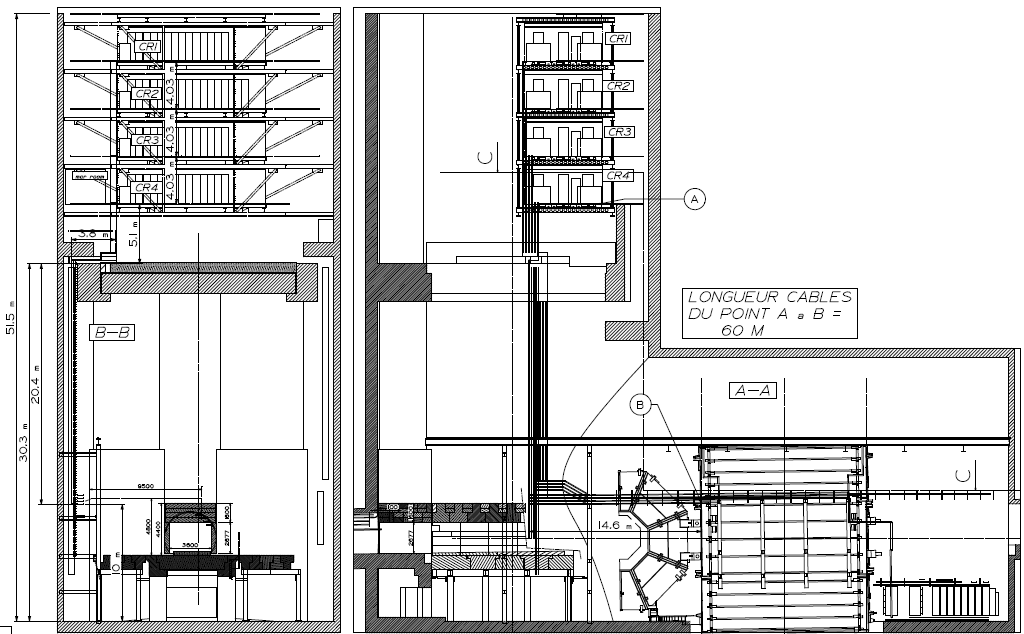 CR1
CR2
CR3
CR4
4.03 m
4.03 m
4.03 m
3.8 m
5.1 m
51.5 m
B-B
20.4 m
30.3 m
9500
4800
4400
3600
2877
CR1
CR2
CR3
CR4
C
A
LONGUEUR CABLES
DU POINT A a B =
60 M
A-A
B
C
14.6 m
2877